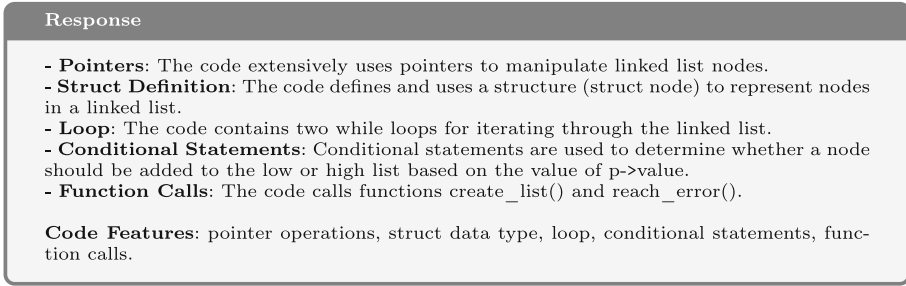 Response
- Pointers: The code extensively uses pointers to manipulate linked list nodes.
- Struct Definition: The code defines and uses a structure (struct node) to represent nodes
in a linked list.
- Loop: The code contains two while loops for iterating through the linked list.
- Conditional Statements: Conditional statements are used to determine whether a node
should be added to the low or high list based on the value of p->value.
- Function Calls: The code calls functions create_list() and reach_error().
Code Features: pointer operations, struct data type, loop, conditional statements, func-
tion calls.